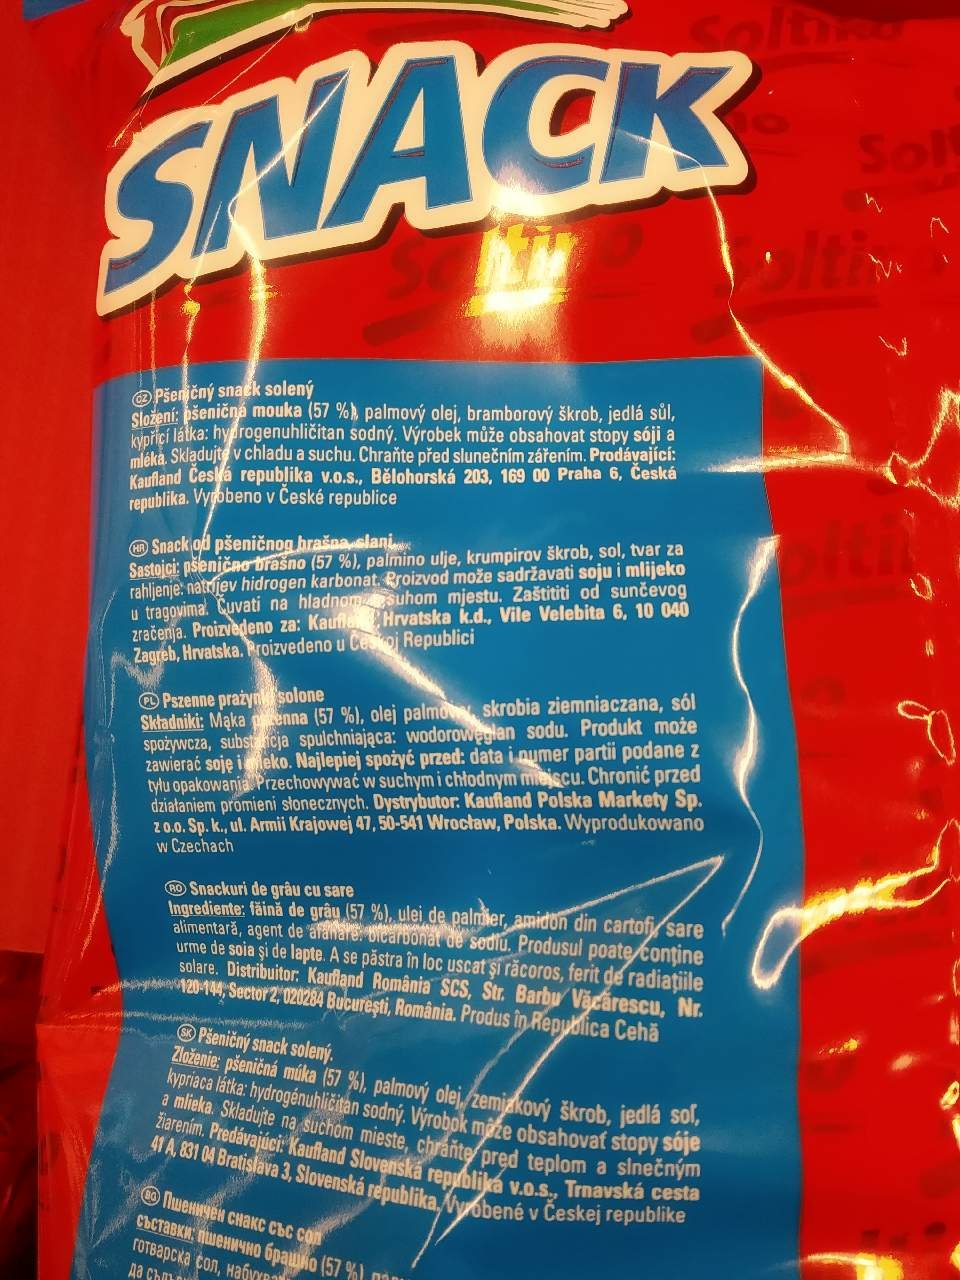 SNACK
Soltino
CZ Pšeničný snack solený
Složení: pšeničná mouka (57 %), palmový olej, bramborový škrob, jedlá sůl,
kypřicí látka: hydrogenuhličitan sodný. Výrobek může obsahovat stopy sóji a
mléka. Skladujte v chladu a suchu. Chraňte před slunečním zářením. Prodávající:
Kaufland Česká republika v.o.s., Bělohorská 203, 169 00 Praha 6, Česká
republika. Vyrobeno v České republice
HR Snack od pšeničnog brašna, slani
Sastojci: pšenično brašno (57 %), palmino ulje, krumpirov škrob, sol, tvar za
rahljenje: natrijev hidrogen karbonat. Proizvod može sadržavati soju i mlijeko
u tragovima. Čuvati na hladnom suhom mjestu. Zaštititi od sunčevog
zračenja. Proizvedeno za: Kaufland Hrvatska k.d., Vile Velebita 6, 10 040
Zagreb, Hrvatska. Proizvedeno u Češkoj Republici
PL Pszenne prażynki solone
Składniki: Mąka pszenna (57 %), olej palmowy, skrobia ziemniaczana, sól
spożywcza, substancja spulchniająca: wodorowęglan sodu. Produkt może
zawierać soję i mleko. Najlepiej spożyć przed: data i numer partii podane z
tyłu opakowania. Przechowywać w suchym i chłodnym miejscu. Chronić przed
działaniem promieni słonecznych. Dystrybutor: Kaufland Polska Markety Sp.
z o.o. Sp. k., ul. Armii Krajowej 47, 50-541 Wrocław, Polska. Wyprodukowano
w Czechach
RO Snackuri de grâu cu sare
Ingrediente: făină de grâu (57 %), ulei de palmier, amidon din cartofi, sare
alimentară, agent de afânare: bicarbonat de sodiu. Produsul poate conține
urme de soia și de lapte. A se păstra în loc uscat și răcoros, ferit de radiațiile
solare. Distribuitor: Kaufland România SCS, Str. Barbu Văcărescu, Nr.
120-144, Sector 2, 020284 București, România. Produs în Republica Cehă
SK Pšeničný snack solený.
Zloženie: pšeničná múka (57 %), palmový olej, zemiakový škrob, jedlá soľ,
kypriaca látka: hydrogénuhličitan sodný. Výrobok môže obsahovať stopy sóje
a mlieka. Skladujte na suchom mieste, chráňte pred teplom a slnečným
žiarením. Predávajúci: Kaufland Slovenská republika v.o.s., Trnavská cesta
41 A, 831 04 Bratislava 3, Slovenská republika, Vyrobené v Českej republike
BG Пшеничен снакс със сол
Съставки: пшенично брашно (57 %)
готварска сол,
да